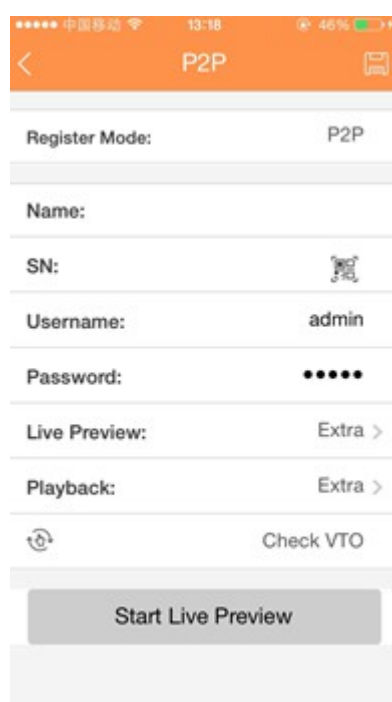 中国移动 13:18 46%
P2P
Register Mode: P2P
Name:
SN:
Username: admin
Password: •••••
Live Preview: Extra >
Playback: Extra >
Check VTO
Start Live Preview